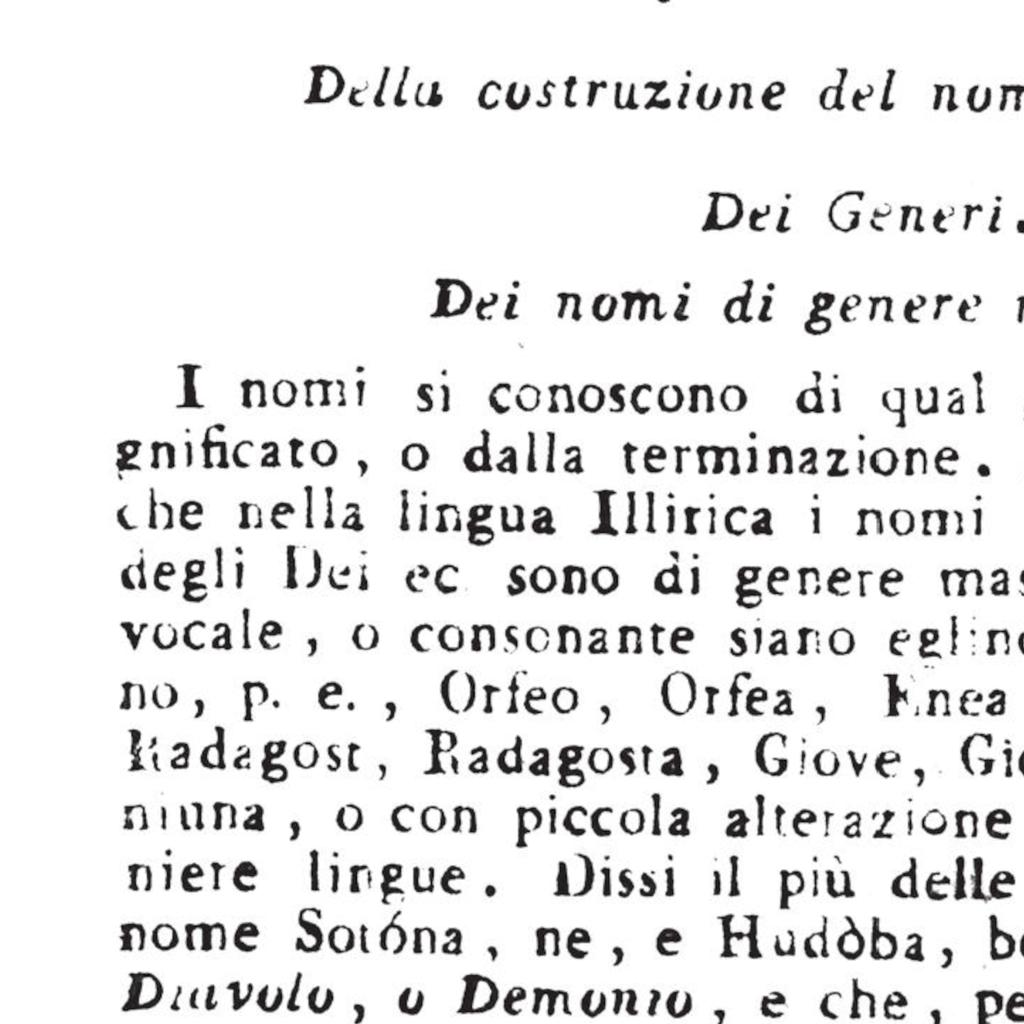 Della costruzione del nom
Dei Generi.
Dei nomi di genere
I nomi si conoscono di qual
gnificato, o dalla terminazione.
che nella lingua Illirica i nomi
degli Dei ec. sono di genere mas
vocale, o consonante siano eglino
no, p. e., Orfeo, Orfea, Enea
Radagost, Radagosta, Giove, Gio
niuna, o con piccola alterazione
niere lingue. Dissi il più delle
nome Sotóna, ne, e Hudòba, be
Diavolo, o Demonio, e che, pe